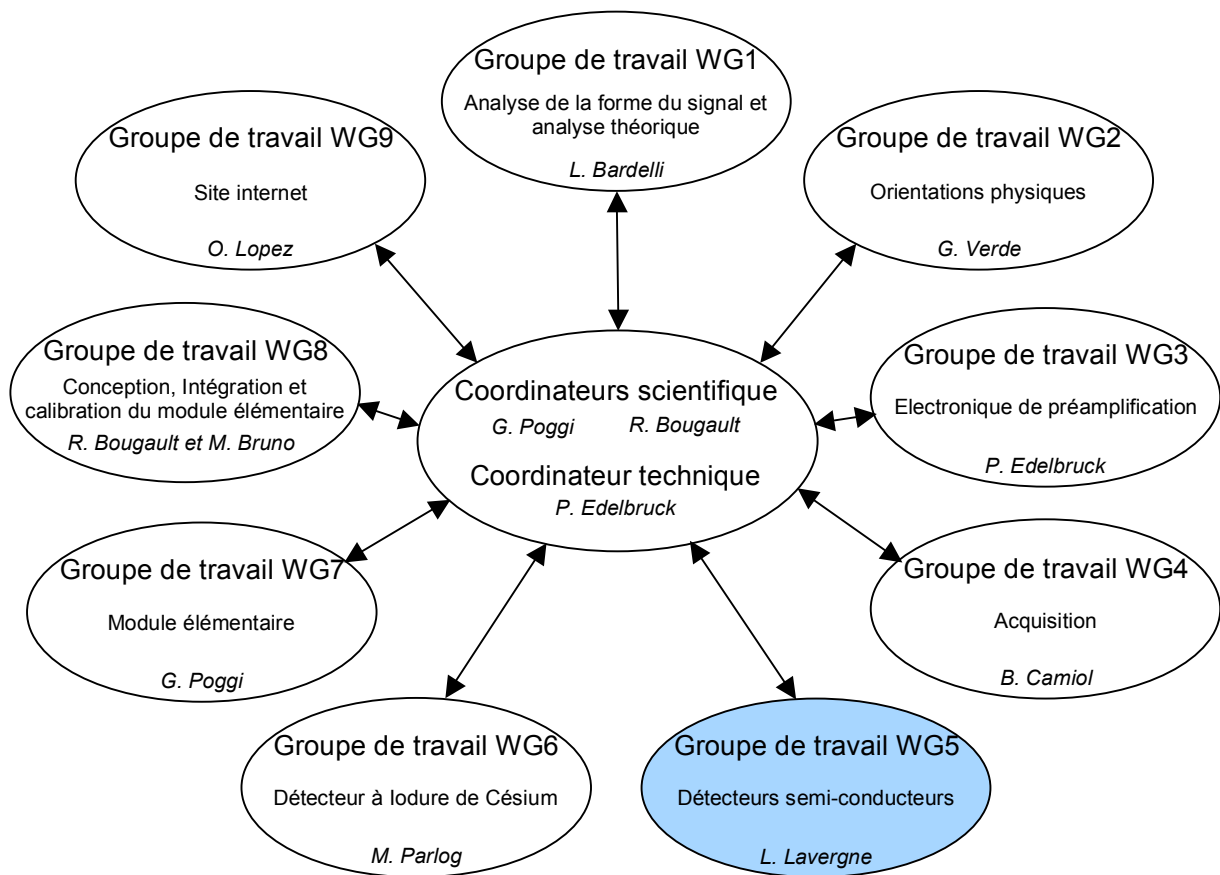 Groupe de travail WG1
Analyse de la forme du signal et
analyse théorique
L. Bardelli
Groupe de travail WG9
Site internet
O. Lopez
Groupe de travail WG2
Orientations physiques
G. Verde
Groupe de travail WG8
Conception, Intégration et
calibration du module élémentaire
R. Bougault et M. Bruno
Coordinateurs scientifique
G. Poggi R. Bougault
Coordinateur technique
P. Edelbruck
Groupe de travail WG3
Electronique de préamplification
P. Edelbruck
Groupe de travail WG7
Module élémentaire
G. Poggi
Groupe de travail WG4
Acquisition
B. Camiol
Groupe de travail WG6
Détecteur à Iodure de Césium
M. Parlog
Groupe de travail WG5
Détecteurs semi-conducteurs
L. Lavergne